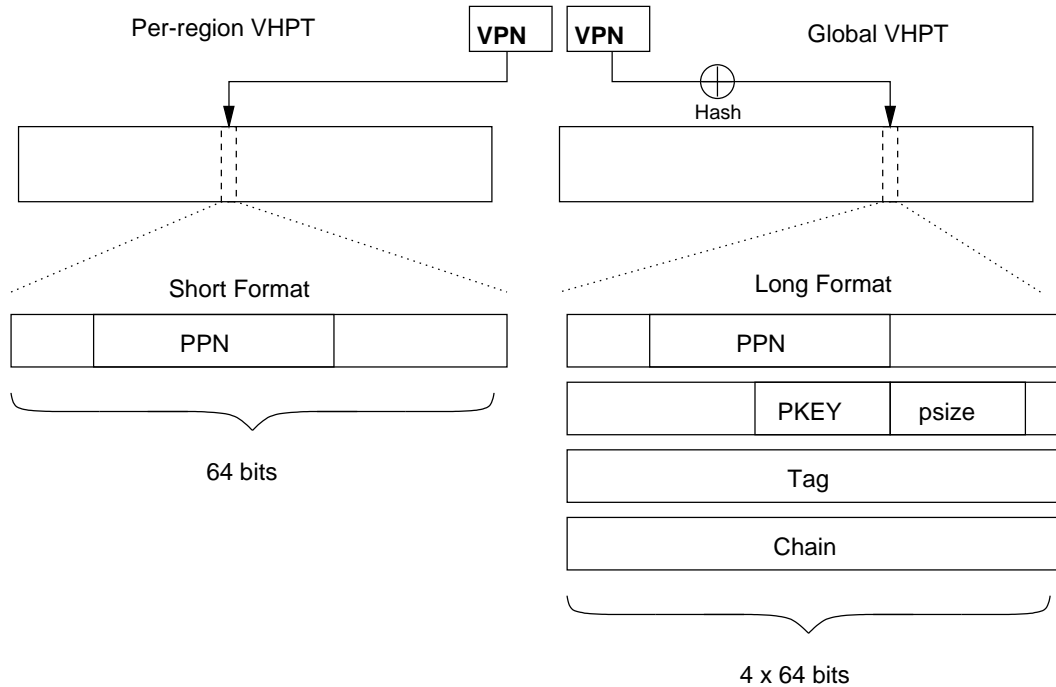 Per-region VHPT
VPN
VPN
Global VHPT
Hash
Short Format
Long Format
PPN
PPN
PKEY
psize
64 bits
Tag
Chain
4 x 64 bits